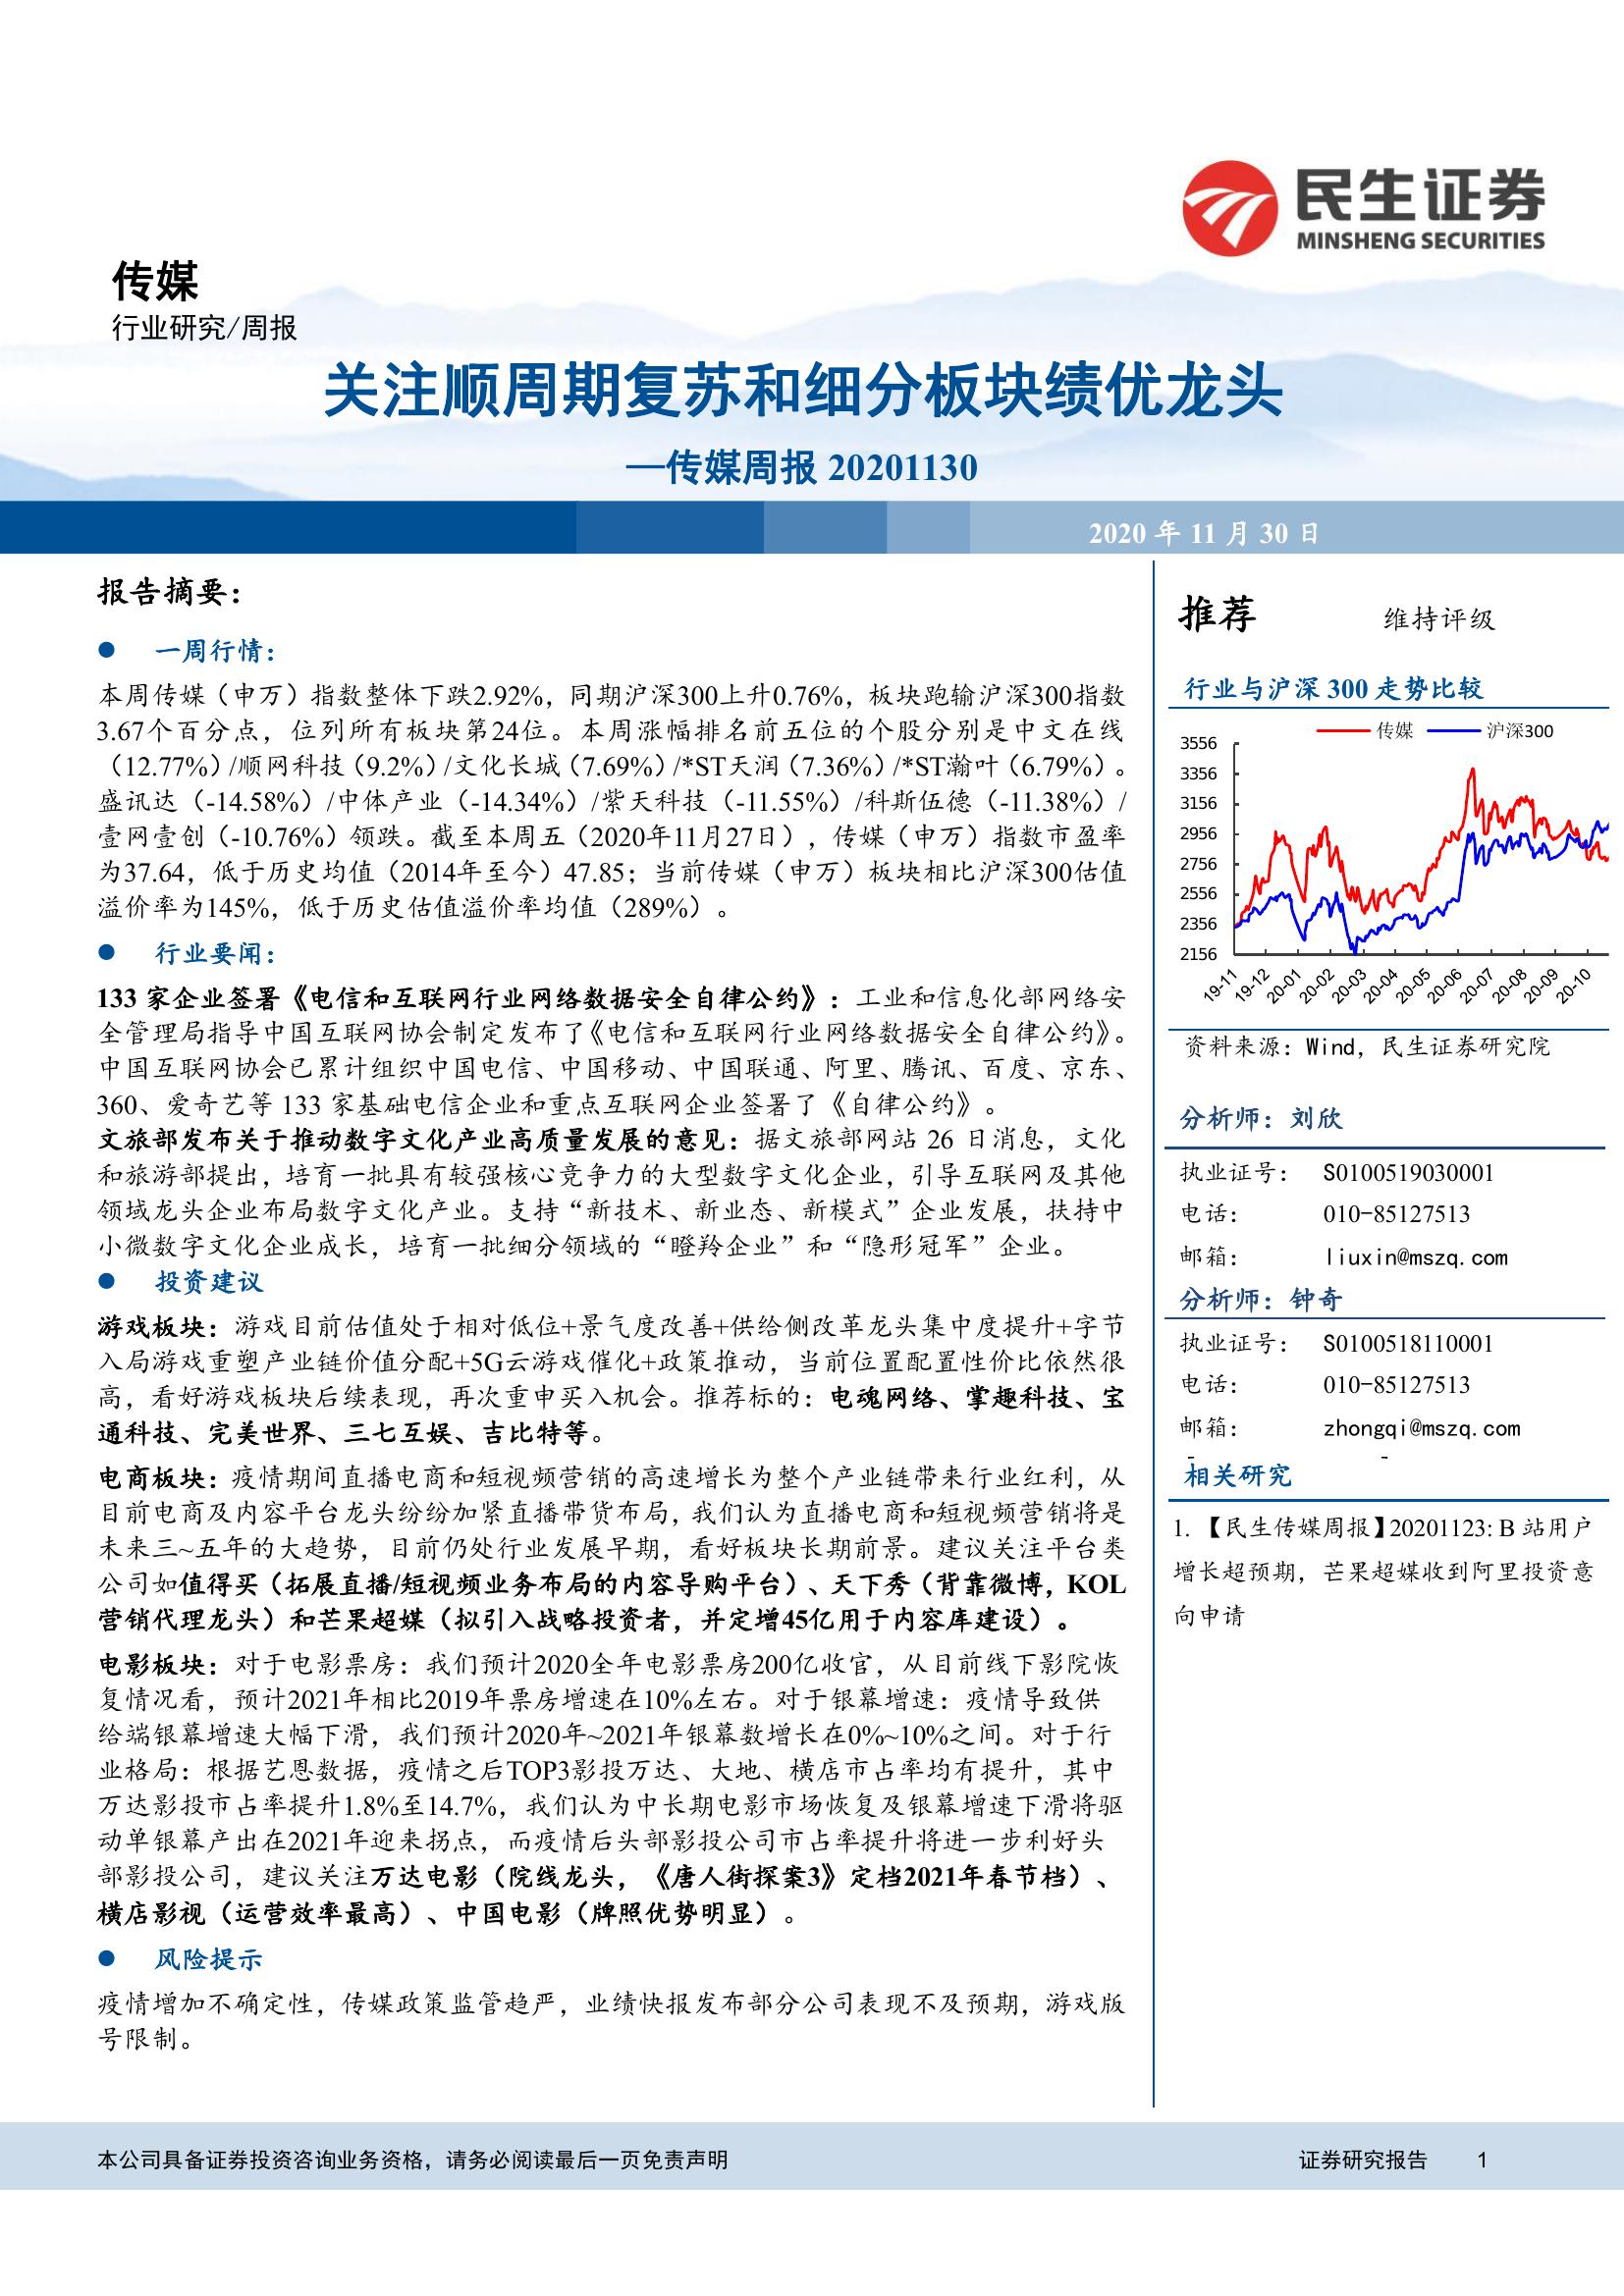 民生证券
MINSHENG SECURITIES
传媒
行业研究/周报
关注顺周期复苏和细分板块绩优龙头
—传媒周报 20201130
2020 年 11 月 30 日
报告摘要：
● 一周行情：
本周传媒（申万）指数整体下跌2.92%，同期沪深300上升0.76%，板块跑输沪深300指数
3.67个百分点，位列所有板块第24位。本周涨幅排名前五位的个股分别是中文在线
（12.77%）/顺网科技（9.2%）/文化长城（7.69%）/*ST天润（7.36%）/*ST瀚叶（6.79%）。
盛讯达（-14.58%）/中体产业（-14.34%）/紫天科技（-11.55%）/科斯伍德（-11.38%）/
壹网壹创（-10.76%）领跌。截至本周五（2020年11月27日），传媒（申万）指数市盈率
为37.64，低于历史均值（2014年至今）47.85；当前传媒（申万）板块相比沪深300估值
溢价率为145%，低于历史估值溢价率均值（289%）。
● 行业要闻：
133 家企业签署《电信和互联网行业网络数据安全自律公约》：工业和信息化部网络安
全管理局指导中国互联网协会制定发布了《电信和互联网行业网络数据安全自律公约》。
中国互联网协会已累计组织中国电信、中国移动、中国联通、阿里、腾讯、百度、京东、
360、爱奇艺等 133 家基础电信企业和重点互联网企业签署了《自律公约》。
文旅部发布关于推动数字文化产业高质量发展的意见：据文旅部网站 26 日消息，文化
和旅游部提出，培育一批具有较强核心竞争力的大型数字文化企业，引导互联网及其他
领域龙头企业布局数字文化产业。支持“新技术、新业态、新模式”企业发展，扶持中
小微数字文化企业成长，培育一批细分领域的“瞪羚企业”和“隐形冠军”企业。
● 投资建议
游戏板块：游戏目前估值处于相对低位+景气度改善+供给侧改革龙头集中度提升+字节
入局游戏重塑产业链价值分配+5G云游戏催化+政策推动，当前位置配置性价比依然很
高，看好游戏板块后续表现，再次重申买入机会。推荐标的：电魂网络、掌趣科技、宝
通科技、完美世界、三七互娱、吉比特等。
电商板块：疫情期间直播电商和短视频营销的高速增长为整个产业链带来行业红利，从
目前电商及内容平台龙头纷纷加紧直播带货布局，我们认为直播电商和短视频营销将是
未来三~五年的大趋势，目前仍处行业发展早期，看好板块长期前景。建议关注平台类
公司如值得买（拓展直播/短视频业务布局的内容导购平台）、天下秀（背靠微博，KOL
营销代理龙头）和芒果超媒（拟引入战略投资者，并定增45亿用于内容库建设）。
电影板块：对于电影票房：我们预计2020全年电影票房200亿收官，从目前线下影院恢
复情况看，预计2021年相比2019年票房增速在10%左右。对于银幕增速：疫情导致供
给端银幕增速大幅下滑，我们预计2020年~2021年银幕数增长在0%~10%之间。对于行
业格局：根据艺恩数据，疫情之后TOP3影投万达、大地、横店市占率均有提升，其中
万达影投市占率提升1.8%至14.7%，我们认为中长期电影市场恢复及银幕增速下滑将驱
动单银幕产出在2021年迎来拐点，而疫情后头部影投公司市占率提升将进一步利好头
部影投公司，建议关注万达电影（院线龙头，《唐人街探案3》定档2021年春节档）、
横店影视（运营效率最高）、中国电影（牌照优势明显）。
● 风险提示
疫情增加不确定性，传媒政策监管趋严，业绩快报发布部分公司表现不及预期，游戏版
号限制。
推荐 维持评级
行业与沪深 300 走势比较
传媒 沪深300
3556
3356
3156
2956
2756
2556
2356
2156
19-11 19-12 20-01 20-02 20-03 20-04 20-05 20-06 20-07 20-08 20-09 20-10
资料来源：Wind，民生证券研究院
分析师：刘欣
执业证号： S0100519030001
电话： 010-85127513
邮箱： liuxin@mszq.com
分析师：钟奇
执业证号： S0100518110001
电话： 010-85127513
邮箱： zhongqi@mszq.com
相关研究
1. 【民生传媒周报】20201123: B 站用户
增长超预期，芒果超媒收到阿里投资意
向申请
本公司具备证券投资咨询业务资格，请务必阅读最后一页免责声明
证券研究报告 1